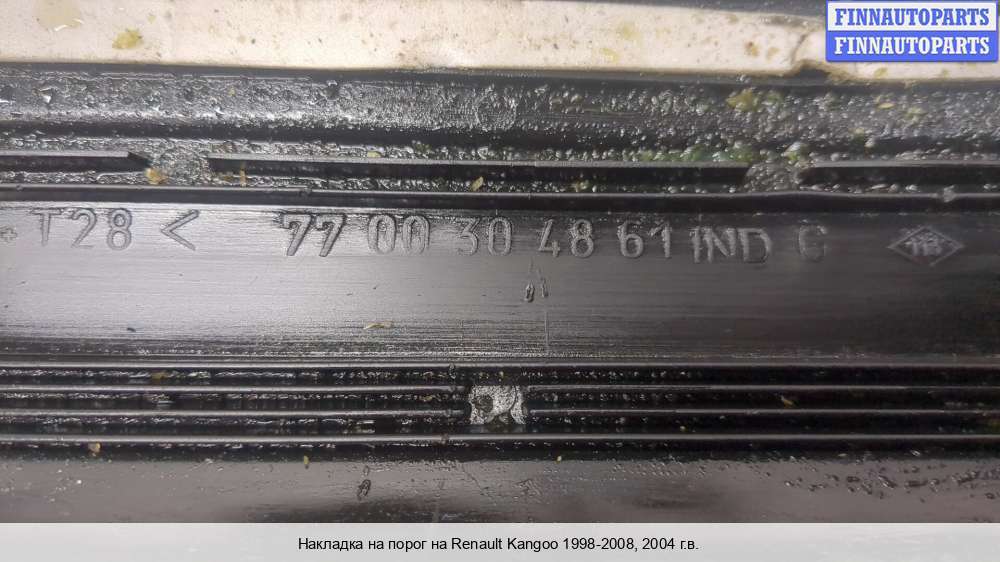 FINNAUTOPARTS
FINNAUTOPARTS
T28 < 77 00 30 48 61 IND C
Накладка на порог на Renault Kangoo 1998-2008, 2004 г.в.